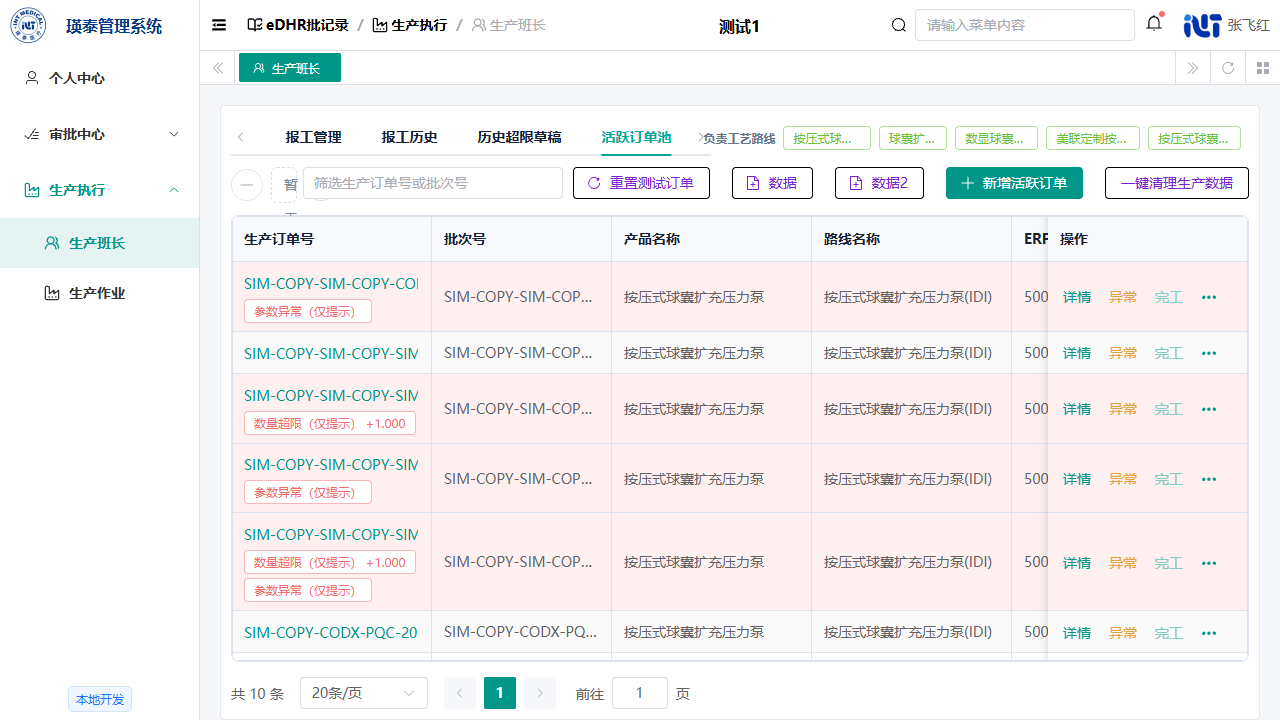 瑛泰管理系统
个人中心
审批中心
生产执行
生产班长
生产作业
本地开发
eDHR批记录 / 生产执行 / 生产班长
测试1
请输入菜单内容
张飞红
生产班长
报工管理 报工历史 历史超限草稿 活跃订单池
负责工艺路线 按压式球... 球囊扩... 数显球囊... 美联定制按... 按压式球囊...
暂
筛选生产订单号或批次号
重置测试订单 数据 数据2 新增活跃订单 一键清理生产数据
生产订单号 批次号 产品名称 路线名称 ERP 操作
SIM-COPY-SIM-COPY-COI
参数异常（仅提示）
SIM-COPY-SIM-COP... 按压式球囊扩充压力泵 按压式球囊扩充压力泵(IDI) 500 详情 异常 完工
SIM-COPY-SIM-COPY-SIM SIM-COPY-SIM-COP... 按压式球囊扩充压力泵 按压式球囊扩充压力泵(IDI) 500 详情 异常 完工
SIM-COPY-SIM-COPY-SIM
数量超限（仅提示） +1.000
SIM-COPY-SIM-COP... 按压式球囊扩充压力泵 按压式球囊扩充压力泵(IDI) 500 详情 异常 完工
SIM-COPY-SIM-COPY-SIM
参数异常（仅提示）
SIM-COPY-SIM-COP... 按压式球囊扩充压力泵 按压式球囊扩充压力泵(IDI) 500 详情 异常 完工
SIM-COPY-SIM-COPY-SIM
数量超限（仅提示） +1.000
参数异常（仅提示）
SIM-COPY-SIM-COP... 按压式球囊扩充压力泵 按压式球囊扩充压力泵(IDI) 500 详情 异常 完工
SIM-COPY-CODX-PQC-20 SIM-COPY-CODX-PQ... 按压式球囊扩充压力泵 按压式球囊扩充压力泵(IDI) 500 详情 异常 完工
共 10 条 20条/页 1 前往 1 页